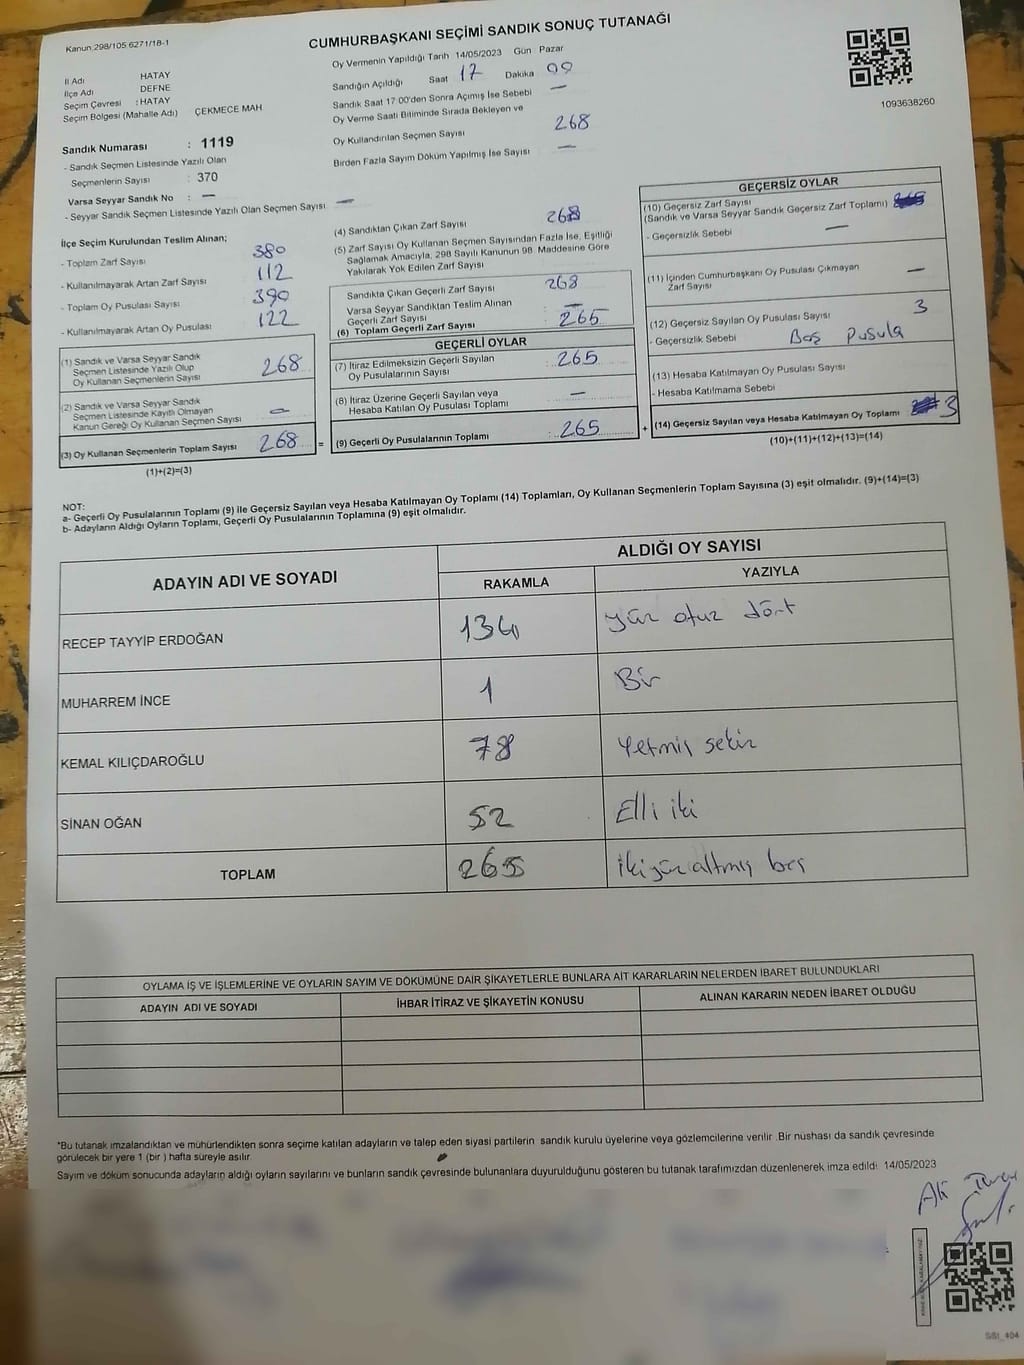 Kanun 298/105 6271/18-1
CUMHURBAŞKANI SEÇİMİ SANDIK SONUÇ TUTANAĞI
İl Adı HATAY
İlçe Adı DEFNE
Seçim Çevresi : HATAY
Seçim Bölgesi (Mahalle Adı) ÇEKMECE MAH
Oy Vermenin Yapıldığı Tarih 14/05/2023 Gün Pazar
Sandığın Açıldığı Saat 17 Dakika 09
Sandık Saat 17 00'den Sonra Açımış İse Sebebi —
Oy Verme Saati Bitiminde Sırada Bekleyen ve
Oy Kullandırılan Seçmen Sayısı 268
Birden Fazla Sayım Döküm Yapılmış İse Sayısı —
1093638260
Sandık Numarası : 1119
- Sandık Seçmen Listesinde Yazılı Olan
Seçmenlerin Sayısı : 370
Varsa Seyyar Sandık No : —
- Seyyar Sandık Seçmen Listesinde Yazılı Olan Seçmen Sayısı —
İlçe Seçim Kurulundan Teslim Alınan;
- Toplam Zarf Sayısı 380
- Kullanılmayarak Artan Zarf Sayısı 112
- Toplam Oy Pusulası Sayısı 390
- Kullanılmayarak Artan Oy Pusulası 122
(1) Sandık ve Varsa Seyyar Sandık
Seçmen Listesinde Yazılı Olup
Oy Kullanan Seçmenlerin Sayısı 268
(2) Sandık ve Varsa Seyyar Sandık
Seçmen Listesinde Kayıtlı Olmayan
Kanun Gereği Oy Kullanan Seçmen Sayısı —
(3) Oy Kullanan Seçmenlerin Toplam Sayısı 268 =
(1)+(2)=(3)
(4) Sandıktan Çıkan Zarf Sayısı 268
(5) Zarf Sayısı Oy Kullanan Seçmen Sayısından Fazla İse, Eşitliği
Sağlamak Amacıyla, 298 Sayılı Kanunun 98. Maddesine Göre
Yakılarak Yok Edilen Zarf Sayısı
Sandıkta Çıkan Geçerli Zarf Sayısı 268
Varsa Seyyar Sandıktan Teslim Alınan
Geçerli Zarf Sayısı : —
(6) Toplam Geçerli Zarf Sayısı : 265
GEÇERLİ OYLAR
(7) İtiraz Edilmeksizin Geçerli Sayılan
Oy Pusulalarının Sayısı : 265
(8) İtiraz Üzerine Geçerli Sayılan veya
Hesaba Katılan Oy Pusulası Toplamı : —
(9) Geçerli Oy Pusulalarının Toplamı : 265 +
GEÇERSİZ OYLAR
(10) Geçersiz Zarf Sayısı
(Sandık ve Varsa Seyyar Sandık Geçersiz Zarf Toplamı)
- Geçersizlik Sebebi —
(11) İçinden Cumhurbaşkanı Oy Pusulası Çıkmayan
Zarf Sayısı —
(12) Geçersiz Sayılan Oy Pusulası Sayısı 3
- Geçersizlik Sebebi Boş Pusula
(13) Hesaba Katılmayan Oy Pusulası Sayısı
- Hesaba Katılmama Sebebi
(14) Geçersiz Sayılan veya Hesaba Katılmayan Oy Toplamı 3
(10)+(11)+(12)+(13)=(14)
NOT:
a- Geçerli Oy Pusulalarının Toplamı (9) ile Geçersiz Sayılan veya Hesaba Katılmayan Oy Toplamı (14) Toplamları, Oy Kullanan Seçmenlerin Toplam Sayısına (3) eşit olmalıdır. (9)+(14)=(3)
b- Adayların Aldığı Oyların Toplamı, Geçerli Oy Pusulalarının Toplamına (9) eşit olmalıdır.
ADAYIN ADI VE SOYADI
ALDIĞI OY SAYISI
RAKAMLA YAZIYLA
RECEP TAYYİP ERDOĞAN 134 yüz otuz dört
MUHARREM İNCE 1 Bir
KEMAL KILIÇDAROĞLU 78 Yetmiş sekiz
SİNAN OĞAN 52 Elli iki
TOPLAM 265 ikiyüz altmış beş
OYLAMA İŞ VE İŞLEMLERİNE VE OYLARIN SAYIM VE DÖKÜMÜNE DAİR ŞİKAYETLERLE BUNLARA AİT KARARLARIN NELERDEN İBARET BULUNDUKLARI
ADAYIN ADI VE SOYADI İHBAR İTİRAZ VE ŞİKAYETİN KONUSU ALINAN KARARIN NEDEN İBARET OLDUĞU
*Bu tutanak imzalandıktan ve mühürlendikten sonra seçime katılan adayların ve talep eden siyasi partilerin sandık kurulu üyelerine veya gözlemcilerine verilir .Bir nüshası da sandık çevresinde
görülecek bir yere 1 (bir ) hafta süreyle asılır.
Sayım ve döküm sonucunda adayların aldığı oyların sayılarını ve bunların sandık çevresinde bulunanlara duyurulduğunu gösteren bu tutanak tarafımızdan düzenlenerek imza edildi. 14/05/2023
Ali
SSI_404